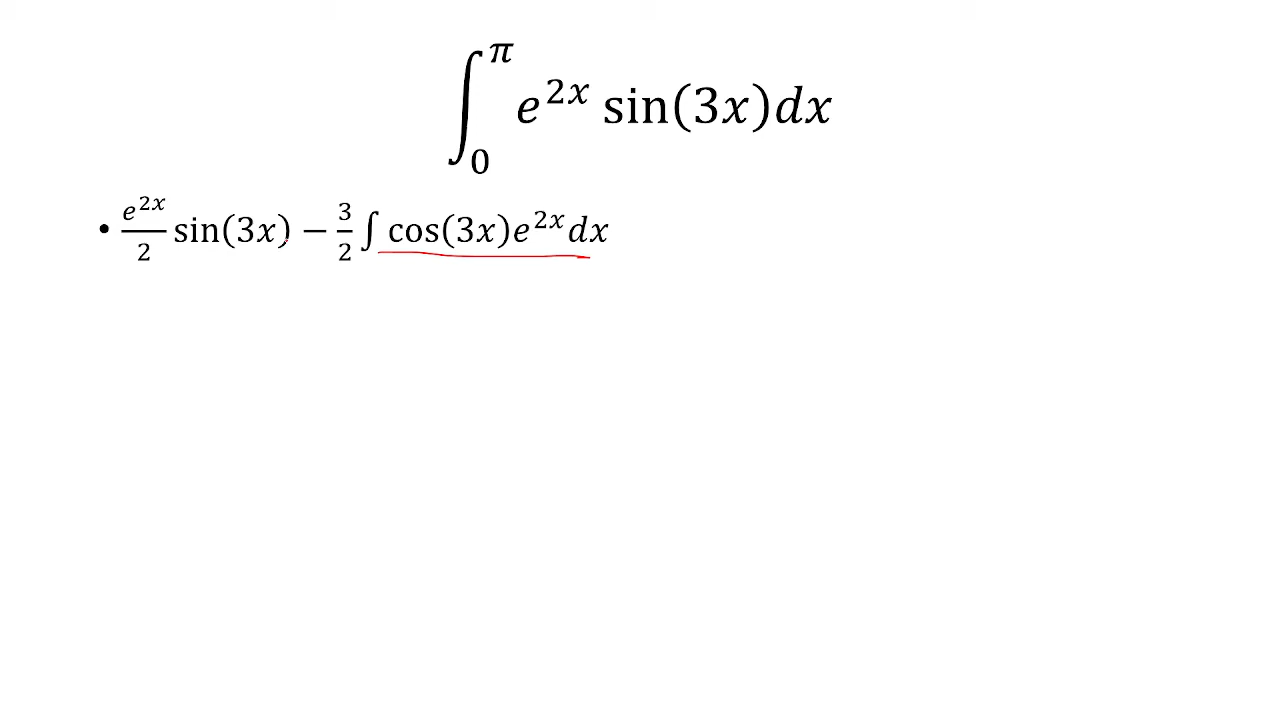 ∫₀^π e^{2x} sin(3x)dx
• e^{2x}/2 sin(3x) − 3/2 ∫ cos(3x)e^{2x}dx